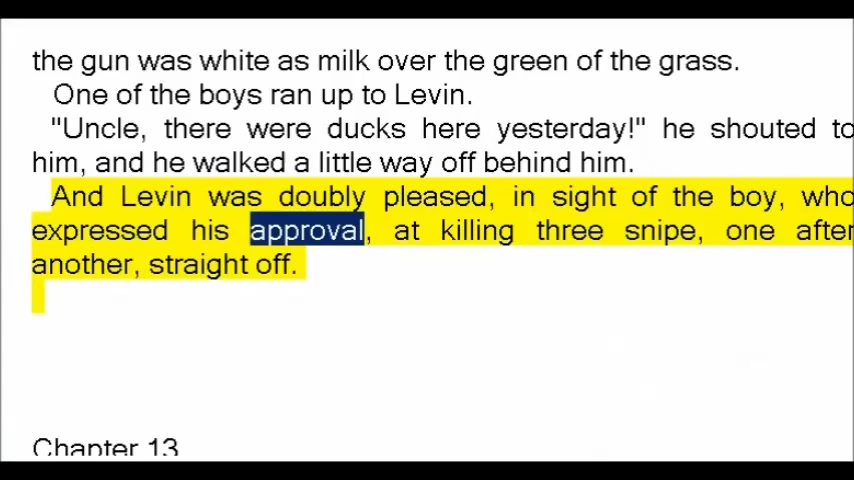 the gun was white as milk over the green of the grass.
One of the boys ran up to Levin.
"Uncle, there were ducks here yesterday!" he shouted to
him, and he walked a little way off behind him.
And Levin was doubly pleased, in sight of the boy, who
expressed his approval, at killing three snipe, one after
another, straight off.
Chapter 13